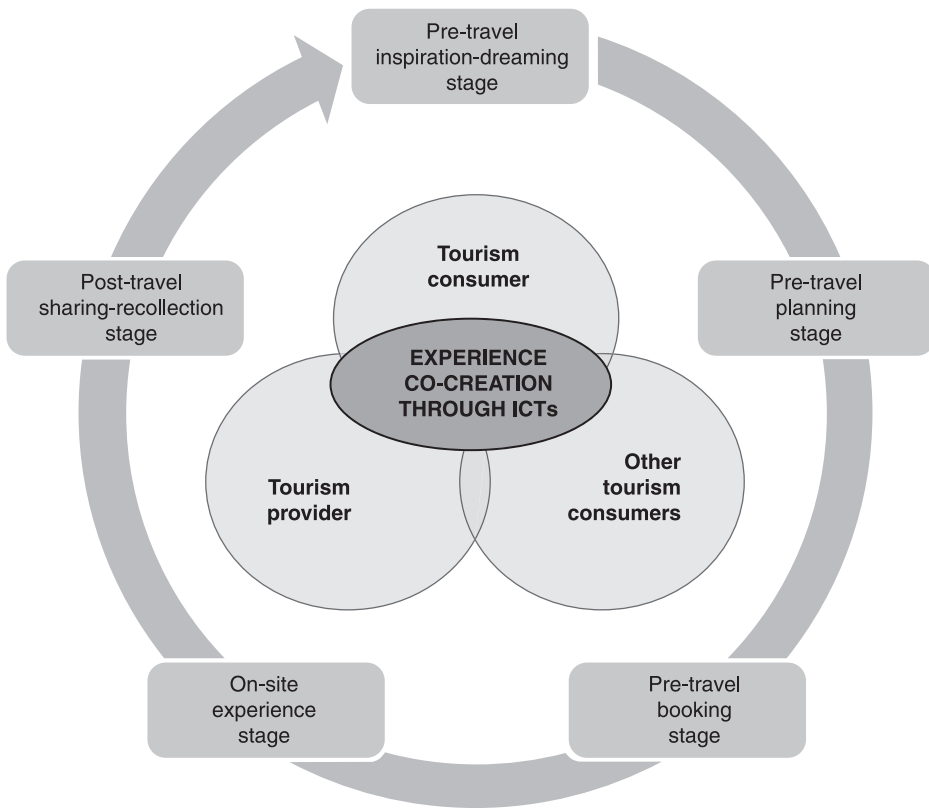 Pre-travel
inspiration-dreaming
stage
Tourism
consumer
Post-travel
sharing-recollection
stage
Pre-travel
planning
stage
EXPERIENCE
CO-CREATION
THROUGH ICTs
Tourism
provider
Other
tourism
consumers
On-site
experience
stage
Pre-travel
booking
stage